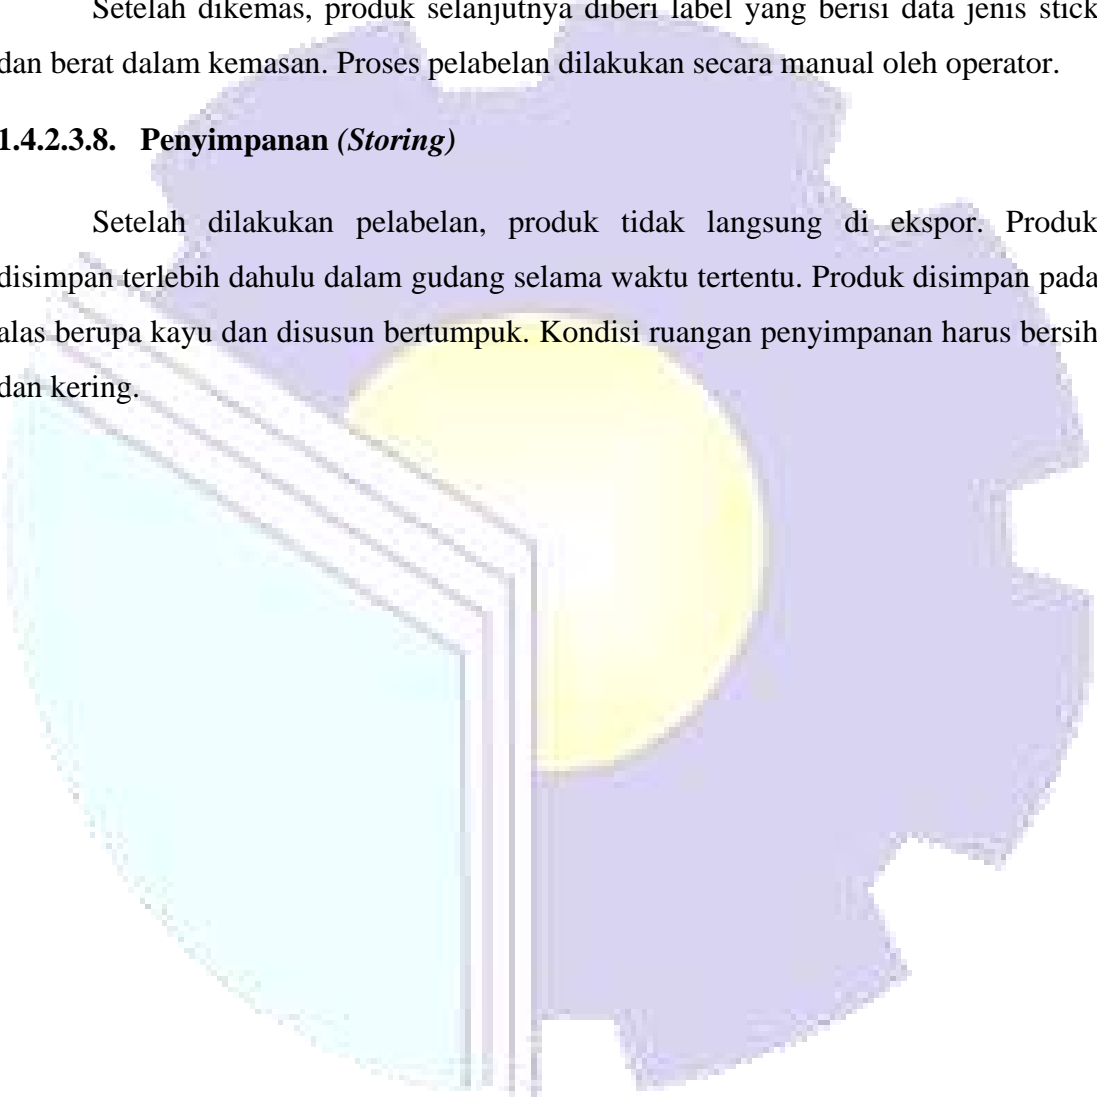 Setelah dikemas, produk selanjutnya diberi label yang berisi data jenis stick
dan berat dalam kemasan. Proses pelabelan dilakukan secara manual oleh operator.
1.4.2.3.8. Penyimpanan (Storing)
Setelah dilakukan pelabelan, produk tidak langsung di ekspor. Produk
disimpan terlebih dahulu dalam gudang selama waktu tertentu. Produk disimpan pada
alas berupa kayu dan disusun bertumpuk. Kondisi ruangan penyimpanan harus bersih
dan kering.